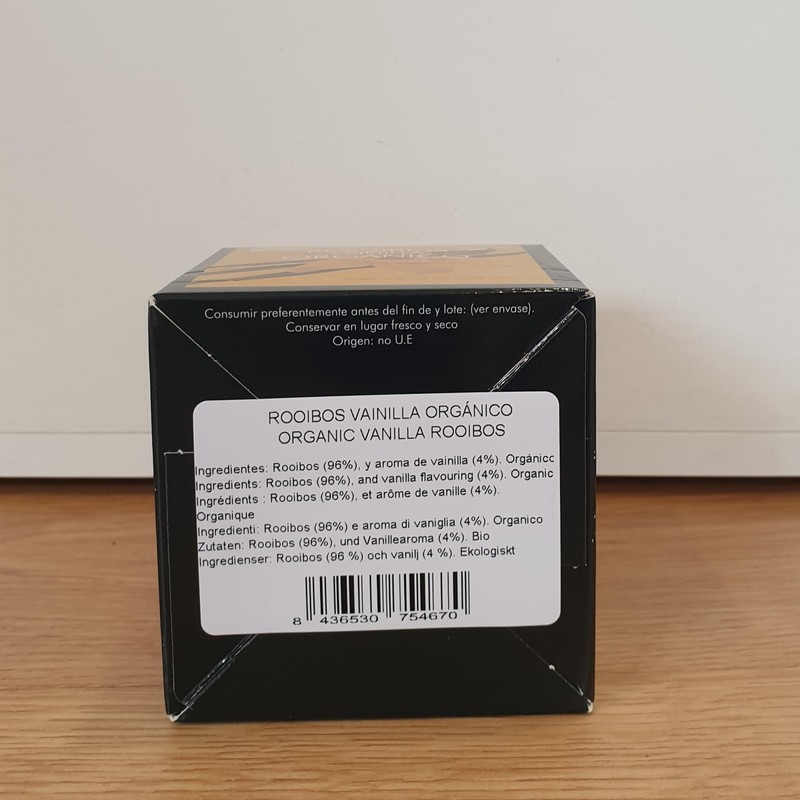 ORGANIC
Consumir preferentemente antes del fin de y lote: (ver envase).
Conservar en lugar fresco y seco
Origen: no U.E
ROOIBOS VAINILLA ORGÁNICO
ORGANIC VANILLA ROOIBOS
Ingredientes: Rooibos (96%), y aroma de vainilla (4%). Orgánico
Ingredients: Rooibos (96%), and vanilla flavouring (4%). Organic
Ingrédients : Rooibos (96%), et arôme de vanille (4%).
Organique
Ingredienti: Rooibos (96%) e aroma di vaniglia (4%). Organico
Zutaten: Rooibos (96%), und Vanillearoma (4%). Bio
Ingredienser: Rooibos (96 %) och vanilj (4 %). Ekologiskt
8 436530 754670